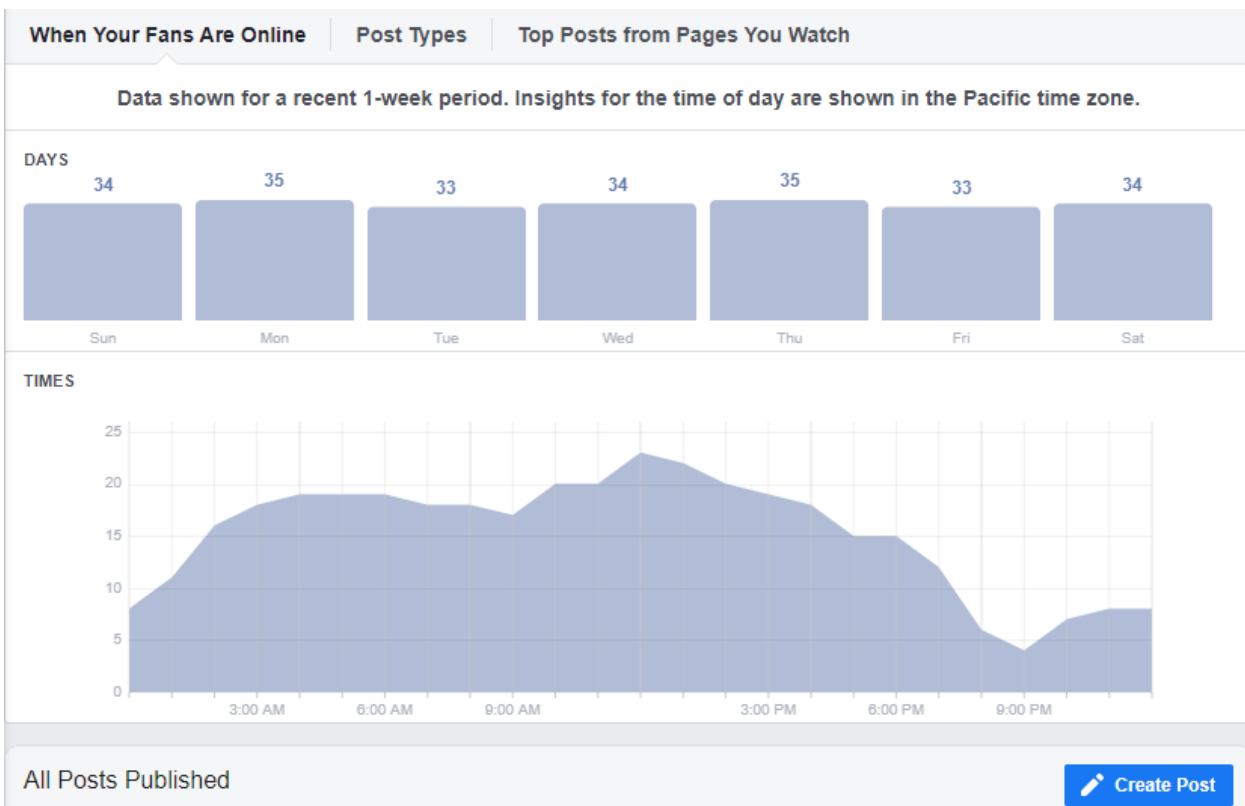 When Your Fans Are Online Post Types Top Posts from Pages You Watch
Data shown for a recent 1-week period. Insights for the time of day are shown in the Pacific time zone.
DAYS
34 35 33 34 35 33 34
Sun Mon Tue Wed Thu Fri Sat
TIMES
25
20
15
10
5
0
3:00 AM 6:00 AM 9:00 AM 3:00 PM 6:00 PM 9:00 PM
All Posts Published Create Post